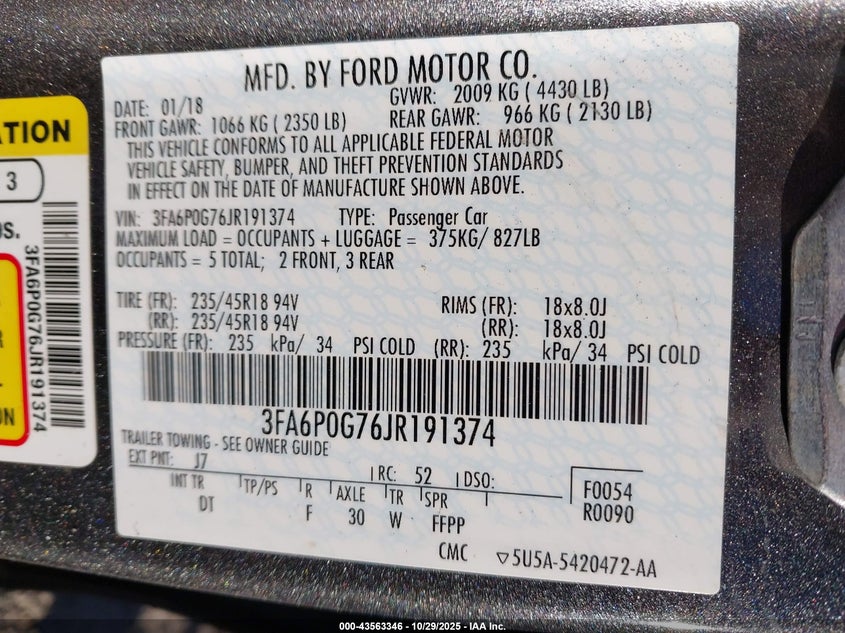 MFD. BY FORD MOTOR CO.
DATE: 01/18 GVWR: 2009 KG ( 4430 LB)
FRONT GAWR: 1066 KG ( 2350 LB) REAR GAWR: 966 KG ( 2130 LB)
THIS VEHICLE CONFORMS TO ALL APPLICABLE FEDERAL MOTOR
VEHICLE SAFETY, BUMPER, AND THEFT PREVENTION STANDARDS
IN EFFECT ON THE DATE OF MANUFACTURE SHOWN ABOVE.
VIN: 3FA6P0G76JR191374 TYPE: Passenger Car
MAXIMUM LOAD = OCCUPANTS + LUGGAGE = 375KG/ 827LB
OCCUPANTS = 5 TOTAL; 2 FRONT, 3 REAR
TIRE (FR): 235/45R18 94V RIMS (FR): 18x8.0J
(RR): 235/45R18 94V (RR): 18x8.0J
PRESSURE (FR): 235 kPa/ 34 PSI COLD (RR): 235 kPa/ 34 PSI COLD
3FA6P0G76JR191374
TRAILER TOWING - SEE OWNER GUIDE
EXT PNT: J7 RC: 52 DSO:
INT TR TP/PS R AXLE TR SPR
DT F 30 W FFPP
F0054
R0090
CMC ▽5U5A-5420472-AA
ATION
3
DS.
3FA6P0G76JR191374
R
L-
ON
000-43563346 • 10/29/2025 - IAA Inc.